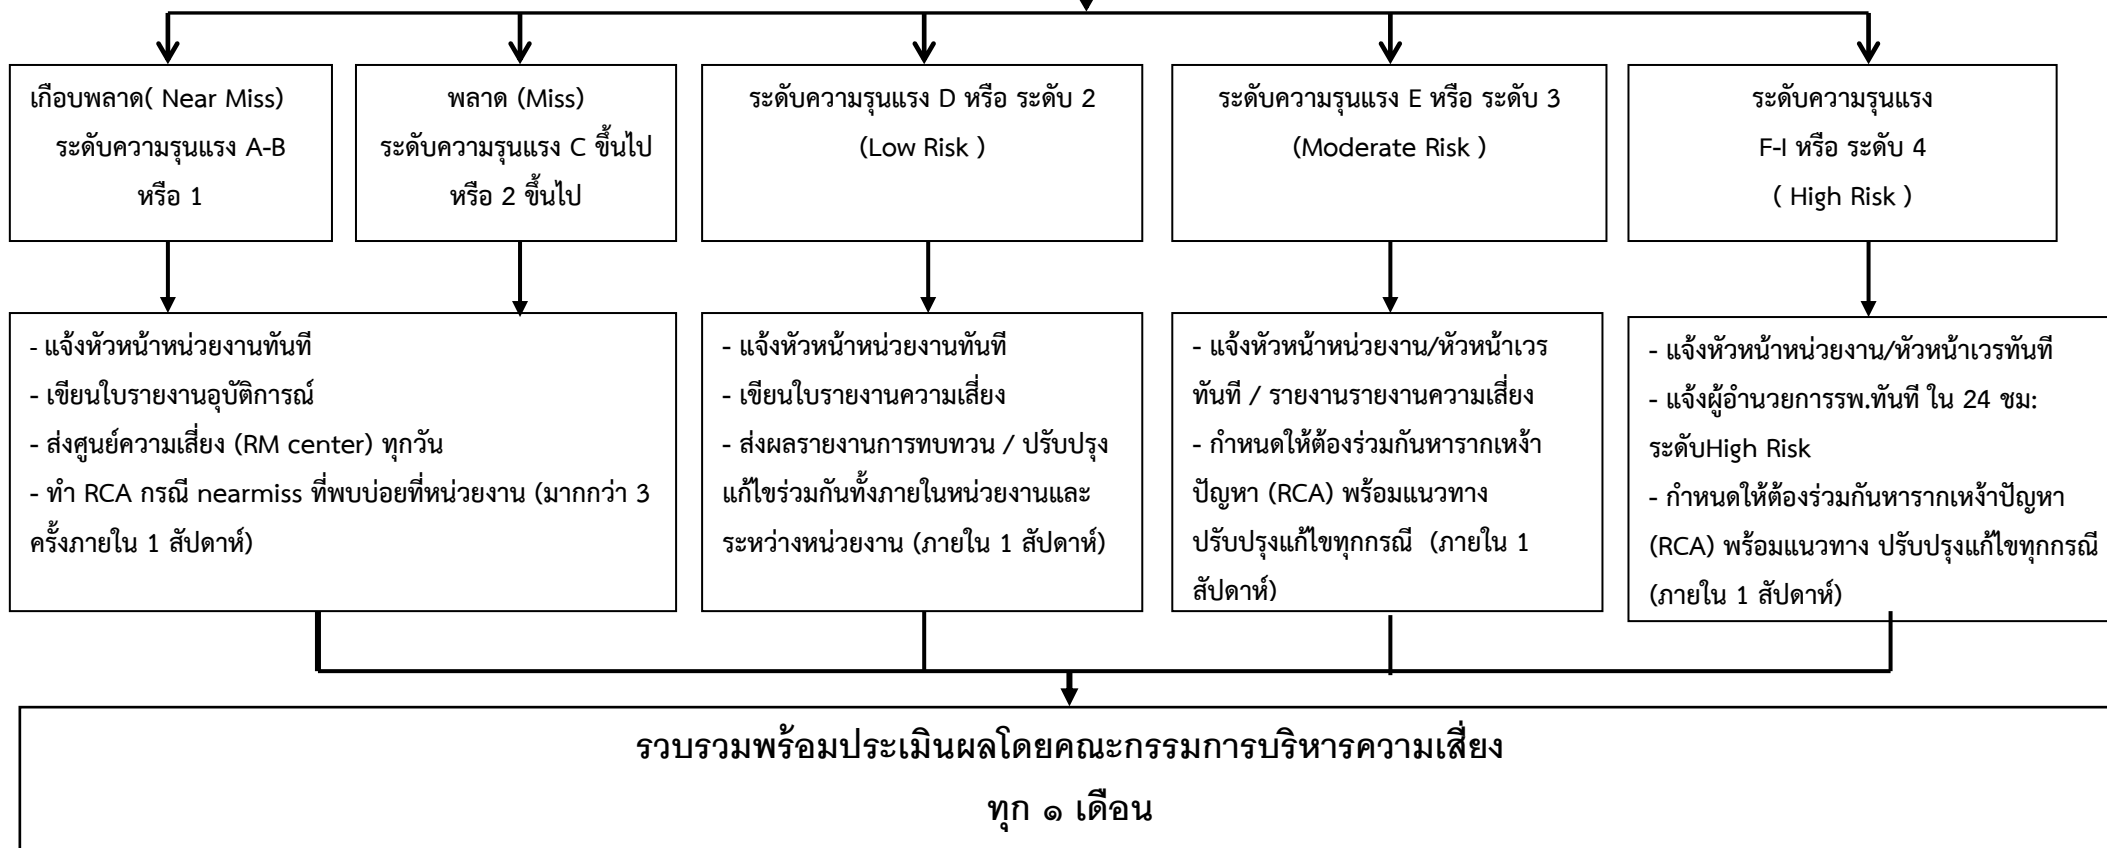 เกือบพลาด( Near Miss)
ระดับความรุนแรง A-B
หรือ 1
พลาด (Miss)
ระดับความรุนแรง C ขึ้นไป
หรือ 2 ขึ้นไป
ระดับความรุนแรง D หรือ ระดับ 2
(Low Risk )
ระดับความรุนแรง E หรือ ระดับ 3
(Moderate Risk )
ระดับความรุนแรง
F-I หรือ ระดับ 4
( High Risk )
- แจ้งหัวหน้าหน่วยงานทันที
- เขียนใบรายงานอุบัติการณ์
- ส่งศูนย์ความเสี่ยง (RM center) ทุกวัน
- ทำ RCA กรณี nearmiss ที่พบบ่อยที่หน่วยงาน (มากกว่า 3
ครั้งภายใน 1 สัปดาห์)
- แจ้งหัวหน้าหน่วยงานทันที
- เขียนใบรายงานความเสี่ยง
- ส่งผลรายงานการทบทวน / ปรับปรุง
แก้ไขร่วมกันทั้งภายในหน่วยงานและ
ระหว่างหน่วยงาน (ภายใน 1 สัปดาห์)
- แจ้งหัวหน้าหน่วยงาน/หัวหน้าเวร
ทันที / รายงานรายงานความเสี่ยง
- กำหนดให้ต้องร่วมกันหารากเหง้า
ปัญหา (RCA) พร้อมแนวทาง
ปรับปรุงแก้ไขทุกกรณี (ภายใน 1
สัปดาห์)
- แจ้งหัวหน้าหน่วยงาน/หัวหน้าเวรทันที
- แจ้งผู้อำนวยการรพ.ทันที ใน 24 ชม:
ระดับHigh Risk
- กำหนดให้ต้องร่วมกันหารากเหง้าปัญหา
(RCA) พร้อมแนวทาง ปรับปรุงแก้ไขทุกกรณี
(ภายใน 1 สัปดาห์)
รวบรวมพร้อมประเมินผลโดยคณะกรรมการบริหารความเสี่ยง
ทุก ๑ เดือน